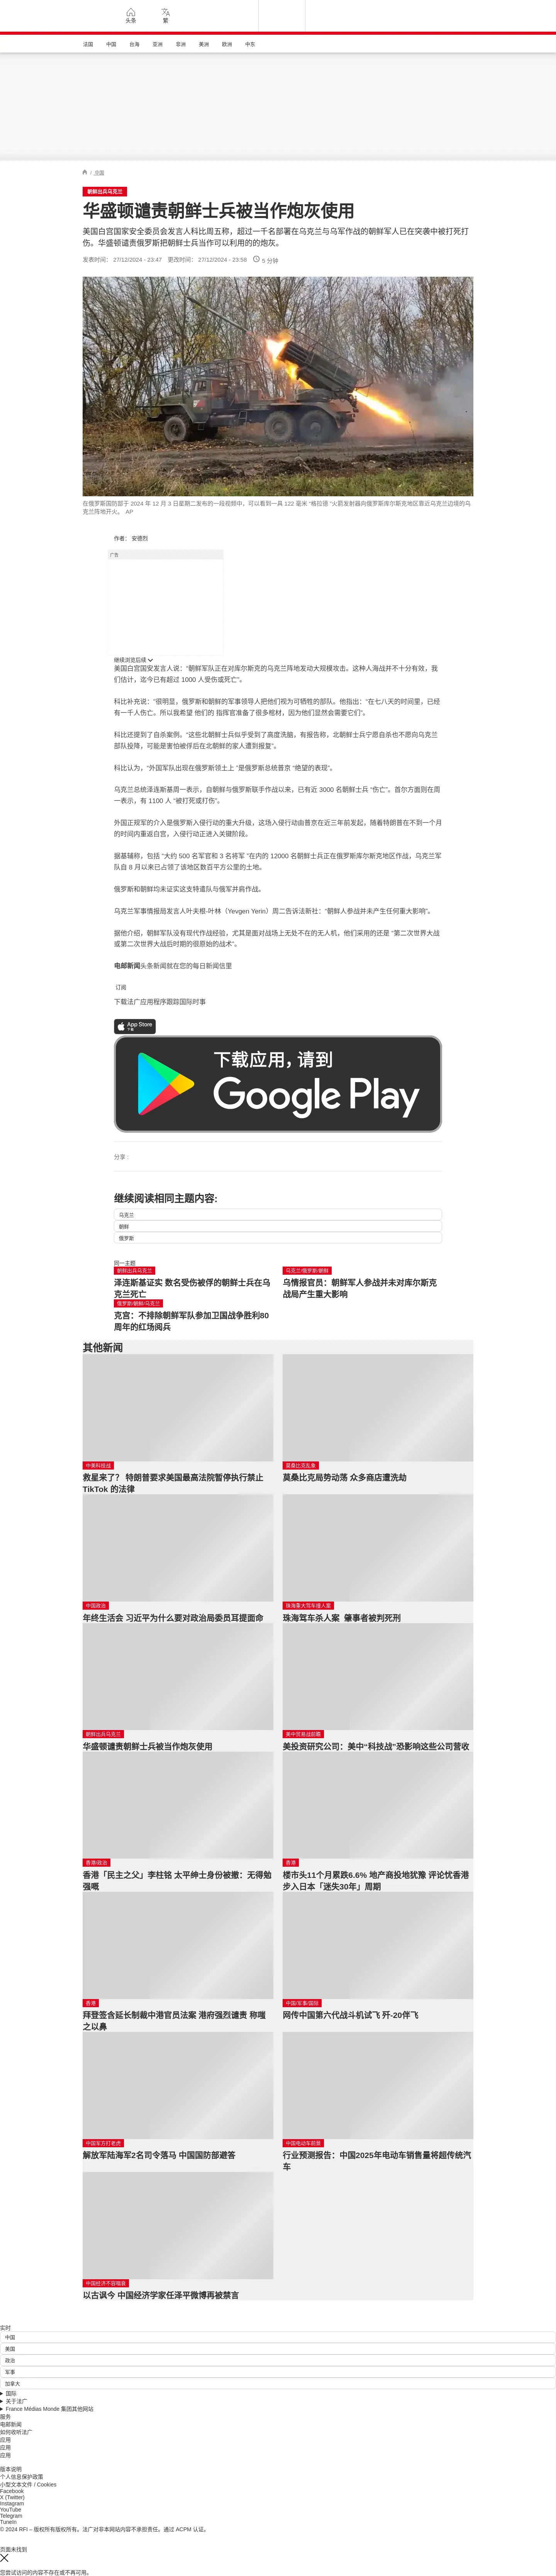 头条
繁
法国
中国
台海
亚洲
非洲
美洲
欧洲
中东
/ 中国
朝鲜出兵乌克兰
华盛顿谴责朝鲜士兵被当作炮灰使用
美国白宫国家安全委员会发言人科比周五称，超过一千名部署在乌克兰与乌军作战的朝鲜军人已在突袭中被打死打
伤。华盛顿谴责俄罗斯把朝鲜士兵当作可以利用的的炮灰。
发表时间： 27/12/2024 - 23:47 更改时间： 27/12/2024 - 23:58 5 分钟
在俄罗斯国防部于 2024 年 12 月 3 日星期二发布的一段视频中，可以看到一具 122 毫米 "格拉德 "火箭发射器向俄罗斯库尔斯克地区靠近乌克兰边境的乌
克兰阵地开火。 AP
作者： 安德烈
广告
继续浏览后续
美国白宫国安发言人说：“朝鲜军队正在对库尔斯克的乌克兰阵地发动大规模攻击。这种人海战并不十分有效，我
们估计，迄今已有超过 1000 人受伤或死亡”。
科比补充说：“很明显，俄罗斯和朝鲜的军事领导人把他们视为可牺牲的部队。他指出：“在七八天的时间里，已经
有一千人伤亡。所以我希望 他们的 指挥官准备了很多棺材，因为他们显然会需要它们”。
科比还提到了自杀案例。“这些北朝鲜士兵似乎受到了高度洗脑，有报告称，北朝鲜士兵宁愿自杀也不愿向乌克兰
部队投降，可能是害怕被俘后在北朝鲜的家人遭到报复”。
科比认为，“外国军队出现在俄罗斯领土上 “是俄罗斯总统普京 “绝望的表现”。
乌克兰总统泽连斯基周一表示，自朝鲜与俄罗斯联手作战以来，已有近 3000 名朝鲜士兵 “伤亡”。首尔方面则在周
一表示，有 1100 人 “被打死或打伤”。
外国正规军的介入是俄罗斯入侵行动的重大升级，这场入侵行动由普京在近三年前发起，随着特朗普在不到一个月
的时间内重返白宫，入侵行动正进入关键阶段。
据基辅称，包括 "大约 500 名军官和 3 名将军 "在内的 12000 名朝鲜士兵正在俄罗斯库尔斯克地区作战，乌克兰军
队自 8 月以来已占领了该地区数百平方公里的土地。
俄罗斯和朝鲜均未证实这支特遣队与俄军并肩作战。
乌克兰军事情报局发言人叶夫根-叶林（Yevgen Yerin）周二告诉法新社：“朝鲜人参战并未产生任何重大影响”。
据他介绍，朝鲜军队没有现代作战经验，尤其是面对战场上无处不在的无人机，他们采用的还是 “第二次世界大战
或第二次世界大战后时期的很原始的战术”。
电邮新闻头条新闻就在您的每日新闻信里
订阅
下载法广应用程序跟踪国际时事
App Store
下载
下载应用，请到
Google Play
分享 :
继续阅读相同主题内容:
乌克兰
朝鲜
俄罗斯
同一主题
朝鲜出兵乌克兰
泽连斯基证实 数名受伤被俘的朝鲜士兵在乌
克兰死亡
乌克兰/俄罗斯/朝鲜
乌情报官员：朝鲜军人参战并未对库尔斯克
战局产生重大影响
俄罗斯/朝鲜/乌克兰
克宫：不排除朝鲜军队参加卫国战争胜利80
周年的红场阅兵
其他新闻
中美科技战
救星来了？ 特朗普要求美国最高法院暂停执行禁止
TikTok 的法律
莫桑比克乱象
莫桑比克局势动荡 众多商店遭洗劫
中国政治
年终生活会 习近平为什么要对政治局委员耳提面命
珠海重大驾车撞人案
珠海驾车杀人案 肇事者被判死刑
朝鲜出兵乌克兰
华盛顿谴责朝鲜士兵被当作炮灰使用
美中贸易战前瞻
美投资研究公司：美中“科技战”恐影响这些公司营收
香港/政治
香港「民主之父」李柱铭 太平绅士身份被撤：无得勉
强嘅
香港
楼市头11个月累跌6.6% 地产商投地犹豫 评论忧香港
步入日本「迷失30年」周期
香港
拜登签含延长制裁中港官员法案 港府强烈谴责 称嗤
之以鼻
中国/军事/国际
网传中国第六代战斗机试飞 歼-20伴飞
中国军方打老虎
解放军陆海军2名司令落马 中国国防部避答
中国电动车前景
行业预测报告：中国2025年电动车销售量将超传统汽
车
中国经济不容唱衰
以古讽今 中国经济学家任泽平微博再被禁言
实时
中国
美国
政治
军事
加拿大
国际
关于法广
France Médias Monde 集团其他网站
服务
电邮新闻
如何收听法广
应用
应用
应用
版本说明
个人信息保护政策
小型文本文件 / Cookies
Facebook
X (Twitter)
Instagram
YouTube
Telegram
TuneIn
© 2024 RFI – 版权所有版权所有。法广对非本网站内容不承担责任。通过 ACPM 认证。
页面未找到
您尝试访问的内容不存在或不再可用。